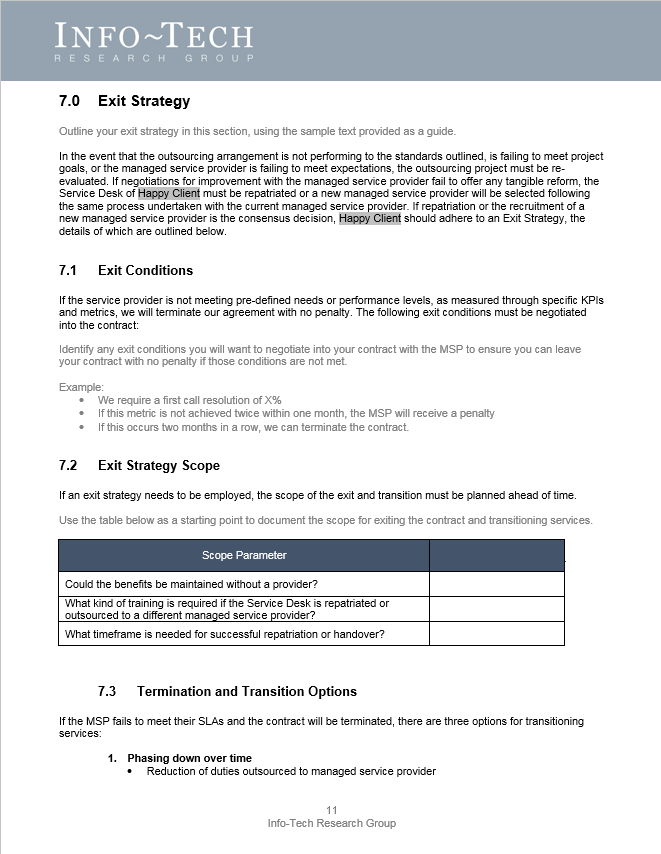 INFO~TECH
RESEARCH GROUP
7.0 Exit Strategy
Outline your exit strategy in this section, using the sample text provided as a guide.
In the event that the outsourcing arrangement is not performing to the standards outlined, is failing to meet project
goals, or the managed service provider is failing to meet expectations, the outsourcing project must be re-
evaluated. If negotiations for improvement with the managed service provider fail to offer any tangible reform, the
Service Desk of Happy Client must be repatriated or a new managed service provider will be selected following
the same process undertaken with the current managed service provider. If repatriation or the recruitment of a
new managed service provider is the consensus decision, Happy Client should adhere to an Exit Strategy, the
details of which are outlined below.
7.1 Exit Conditions
If the service provider is not meeting pre-defined needs or performance levels, as measured through specific KPIs
and metrics, we will terminate our agreement with no penalty. The following exit conditions must be negotiated
into the contract:
Identify any exit conditions you will want to negotiate into your contract with the MSP to ensure you can leave
your contract with no penalty if those conditions are not met.
Example:
• We require a first call resolution of X%
• If this metric is not achieved twice within one month, the MSP will receive a penalty
• If this occurs two months in a row, we can terminate the contract.
7.2 Exit Strategy Scope
If an exit strategy needs to be employed, the scope of the exit and transition must be planned ahead of time.
Use the table below as a starting point to document the scope for exiting the contract and transitioning services.
Scope Parameter
Could the benefits be maintained without a provider?
What kind of training is required if the Service Desk is repatriated or
outsourced to a different managed service provider?
What timeframe is needed for successful repatriation or handover?
7.3 Termination and Transition Options
If the MSP fails to meet their SLAs and the contract will be terminated, there are three options for transitioning
services:
1. Phasing down over time
• Reduction of duties outsourced to managed service provider
11
Info-Tech Research Group